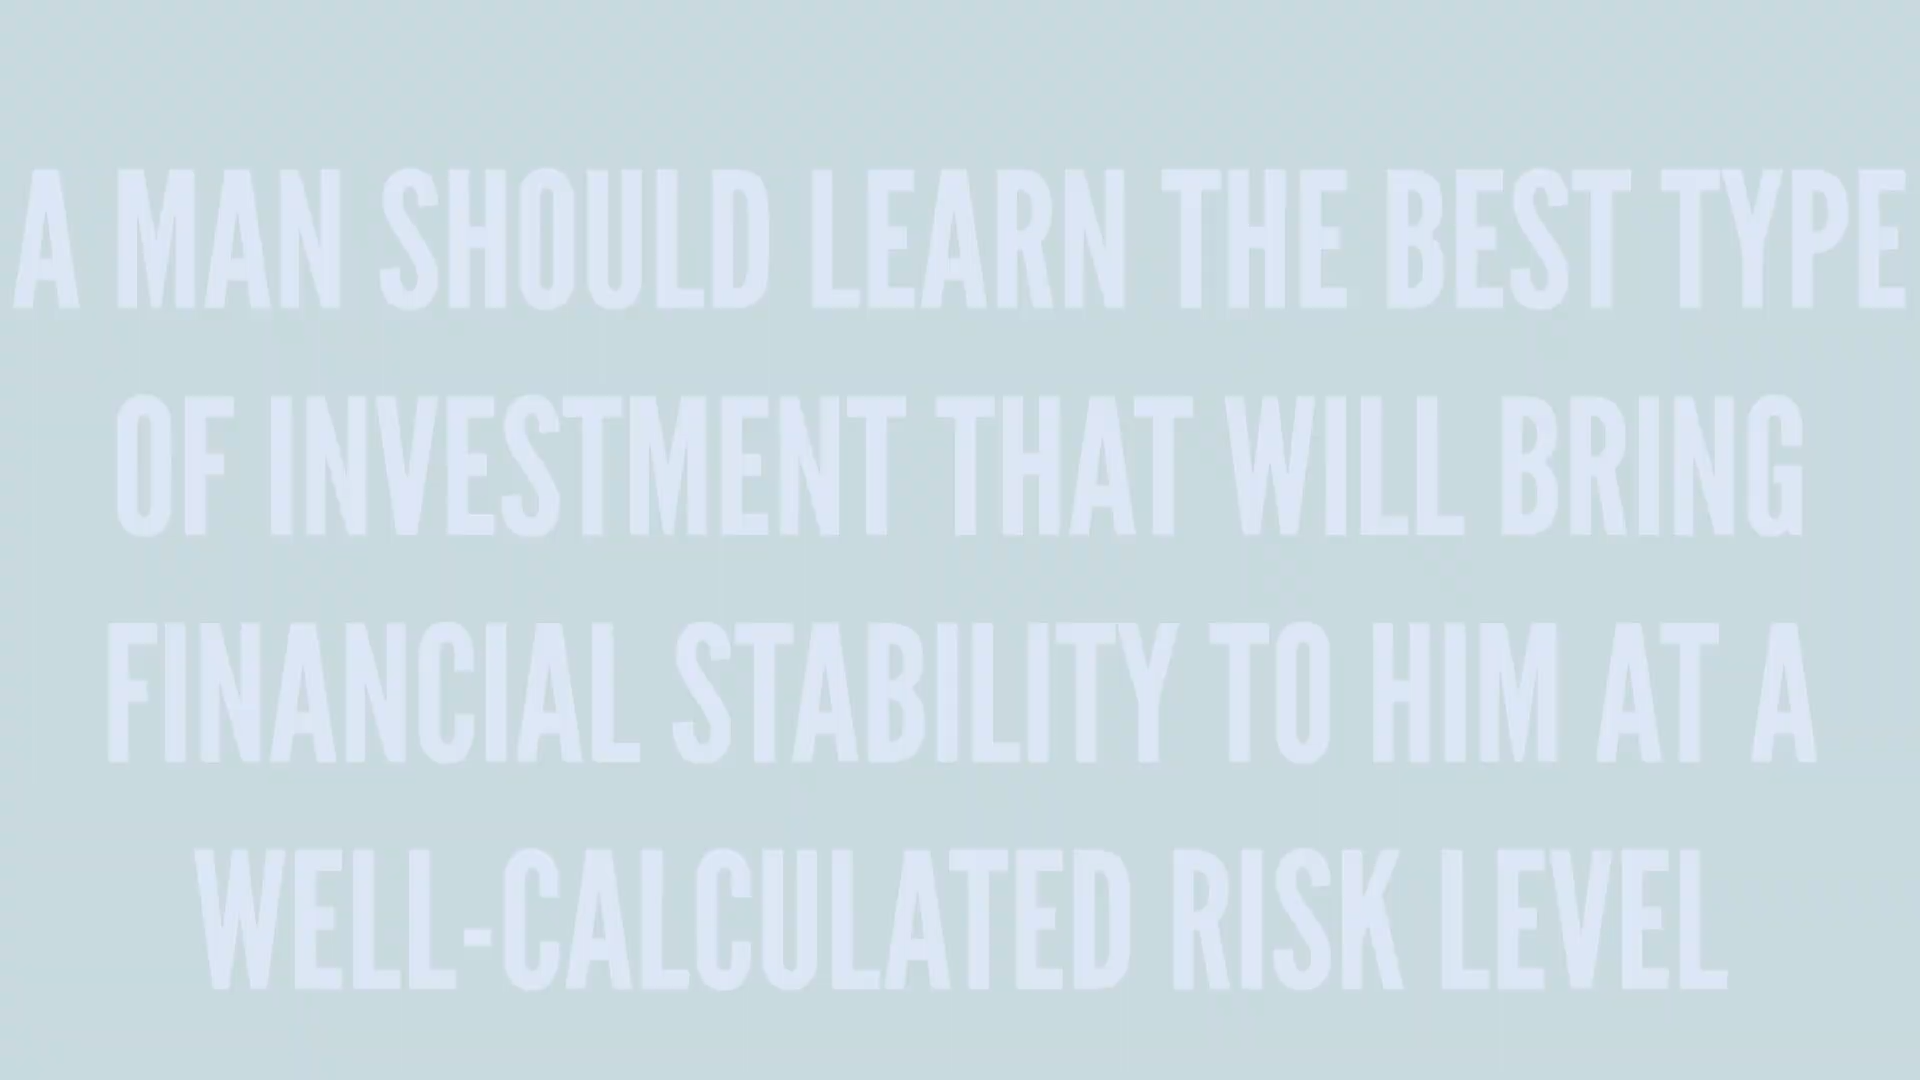 A MAN SHOULD LEARN THE BEST TYPE
OF INVESTMENT THAT WILL BRING
FINANCIAL STABILITY TO HIM AT A
WELL-CALCULATED RISK LEVEL